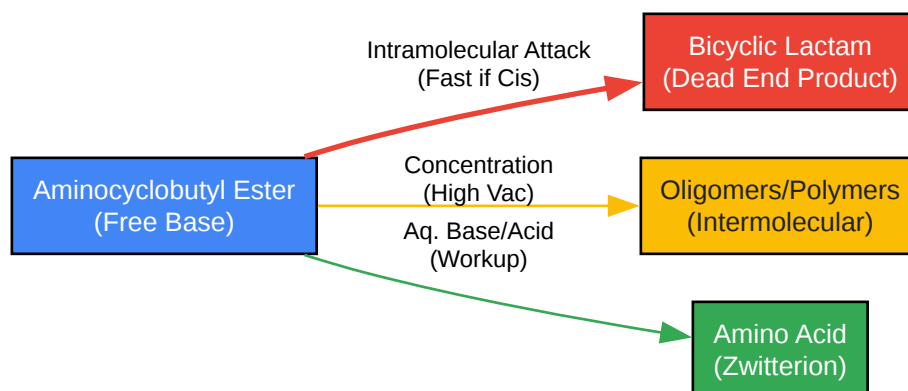 Intramolecular Attack
(Fast if Cis)
Bicyclic Lactam
(Dead End Product)
Aminocyclobutyl Ester
(Free Base)
Concentration
(High Vac)
Oligomers/Polymers
(Intermolecular)
Aq. Base/Acid
(Workup)
Amino Acid
(Zwitterion)